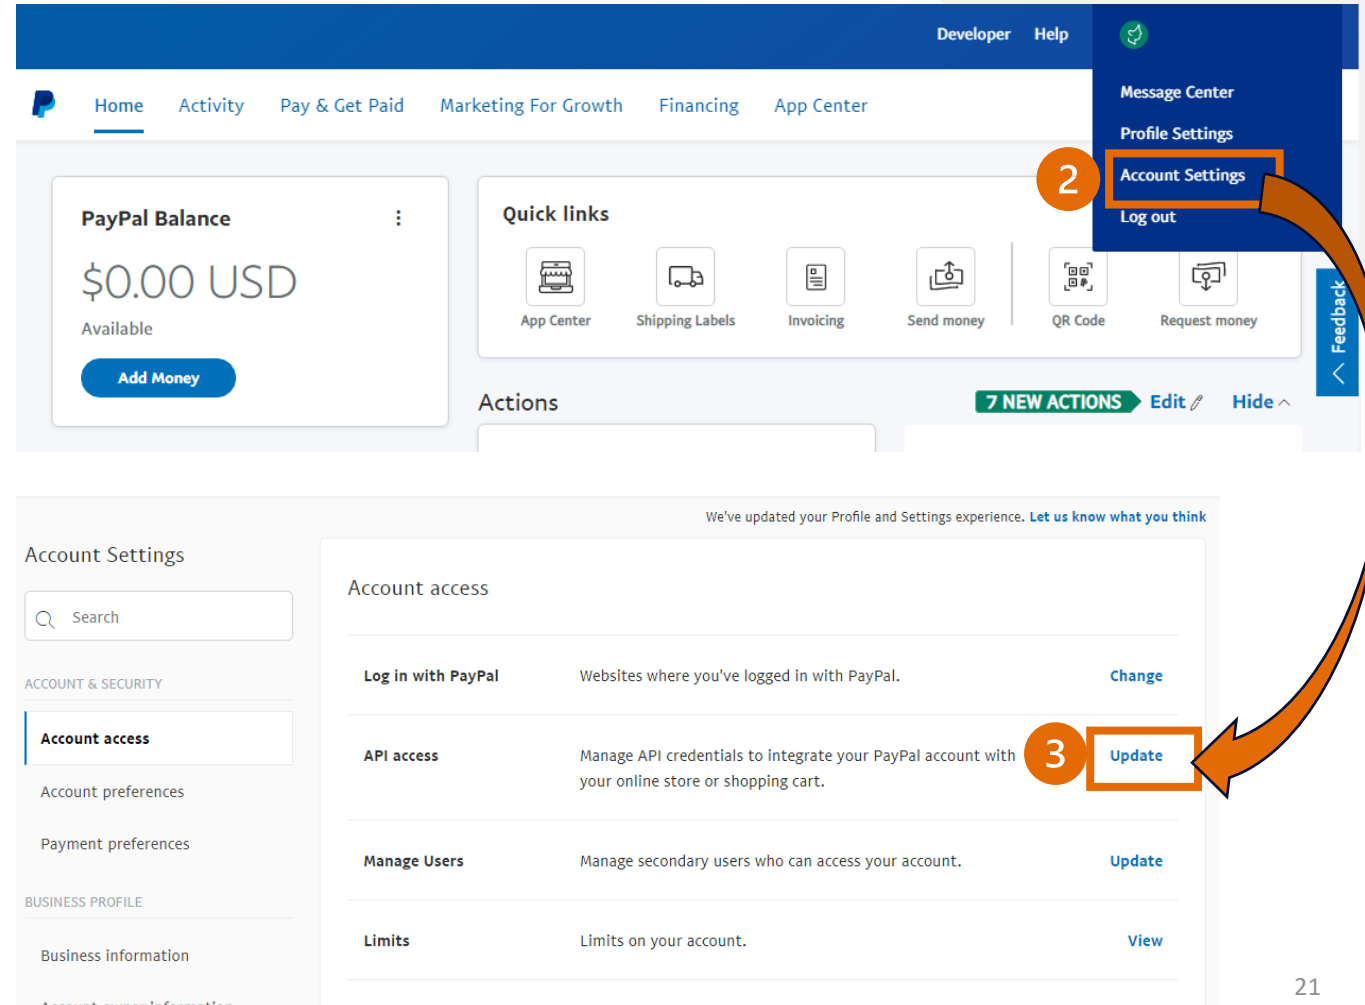 Developer Help
Message Center
Profile Settings
2 Account Settings
Log out
Home Activity Pay & Get Paid Marketing For Growth Financing App Center
PayPal Balance
$0.00 USD
Available
Add Money
Quick links
App Center Shipping Labels Invoicing Send money QR Code Request money
Feedback
Actions 7 NEW ACTIONS Edit Hide
We've updated your Profile and Settings experience. Let us know what you think
Account Settings
Search
ACCOUNT & SECURITY
Account access
Account preferences
Payment preferences
BUSINESS PROFILE
Business information
Account owner information
Account access
Log in with PayPal Websites where you've logged in with PayPal. Change
API access Manage API credentials to integrate your PayPal account with 3 Update
your online store or shopping cart.
Manage Users Manage secondary users who can access your account. Update
Limits Limits on your account. View
21